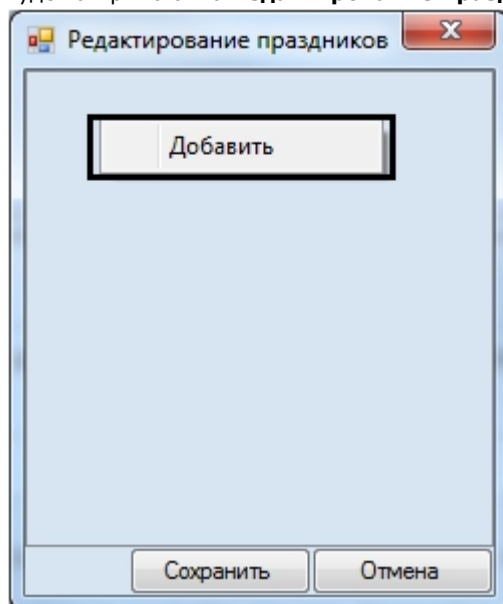 Редактирование праздников
Добавить
Сохранить Отмена